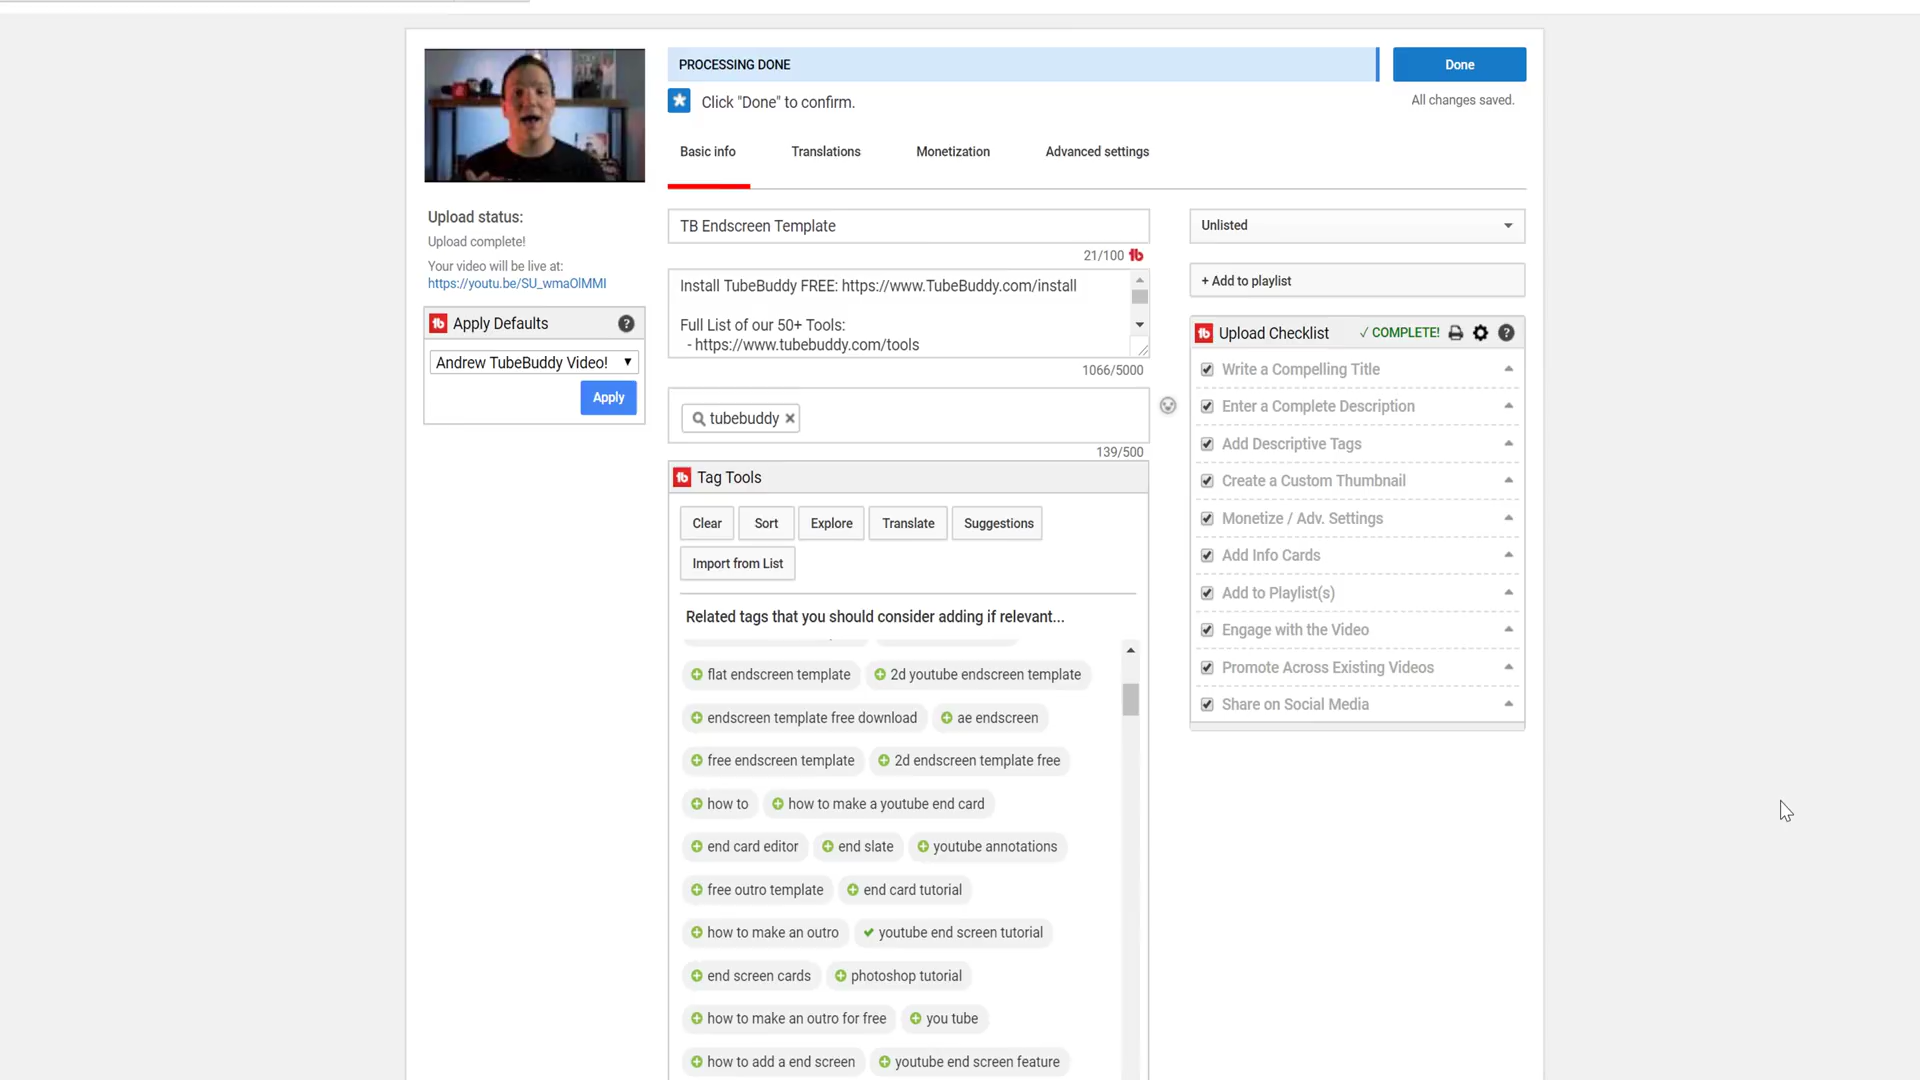 PROCESSING DONE
Done
Click "Done" to confirm.
All changes saved.
Basic info
Translations
Monetization
Advanced settings
Upload status:
Upload complete!
Your video will be live at:
https://youtu.be/SU_wmaOlMMI
Apply Defaults
Andrew TubeBuddy Video!
Apply
TB Endscreen Template
21/100
Install TubeBuddy FREE: https://www.TubeBuddy.com/install
Full List of our 50+ Tools:
- https://www.tubebuddy.com/tools
1066/5000
tubebuddy
139/500
Tag Tools
Clear
Sort
Explore
Translate
Suggestions
Import from List
Related tags that you should consider adding if relevant...
flat endscreen template
2d youtube endscreen template
endscreen template free download
ae endscreen
free endscreen template
2d endscreen template free
how to
how to make a youtube end card
end card editor
end slate
youtube annotations
free outro template
end card tutorial
how to make an outro
youtube end screen tutorial
end screen cards
photoshop tutorial
how to make an outro for free
you tube
how to add a end screen
youtube end screen feature
Unlisted
+ Add to playlist
Upload Checklist
✓ COMPLETE!
Write a Compelling Title
Enter a Complete Description
Add Descriptive Tags
Create a Custom Thumbnail
Monetize / Adv. Settings
Add Info Cards
Add to Playlist(s)
Engage with the Video
Promote Across Existing Videos
Share on Social Media